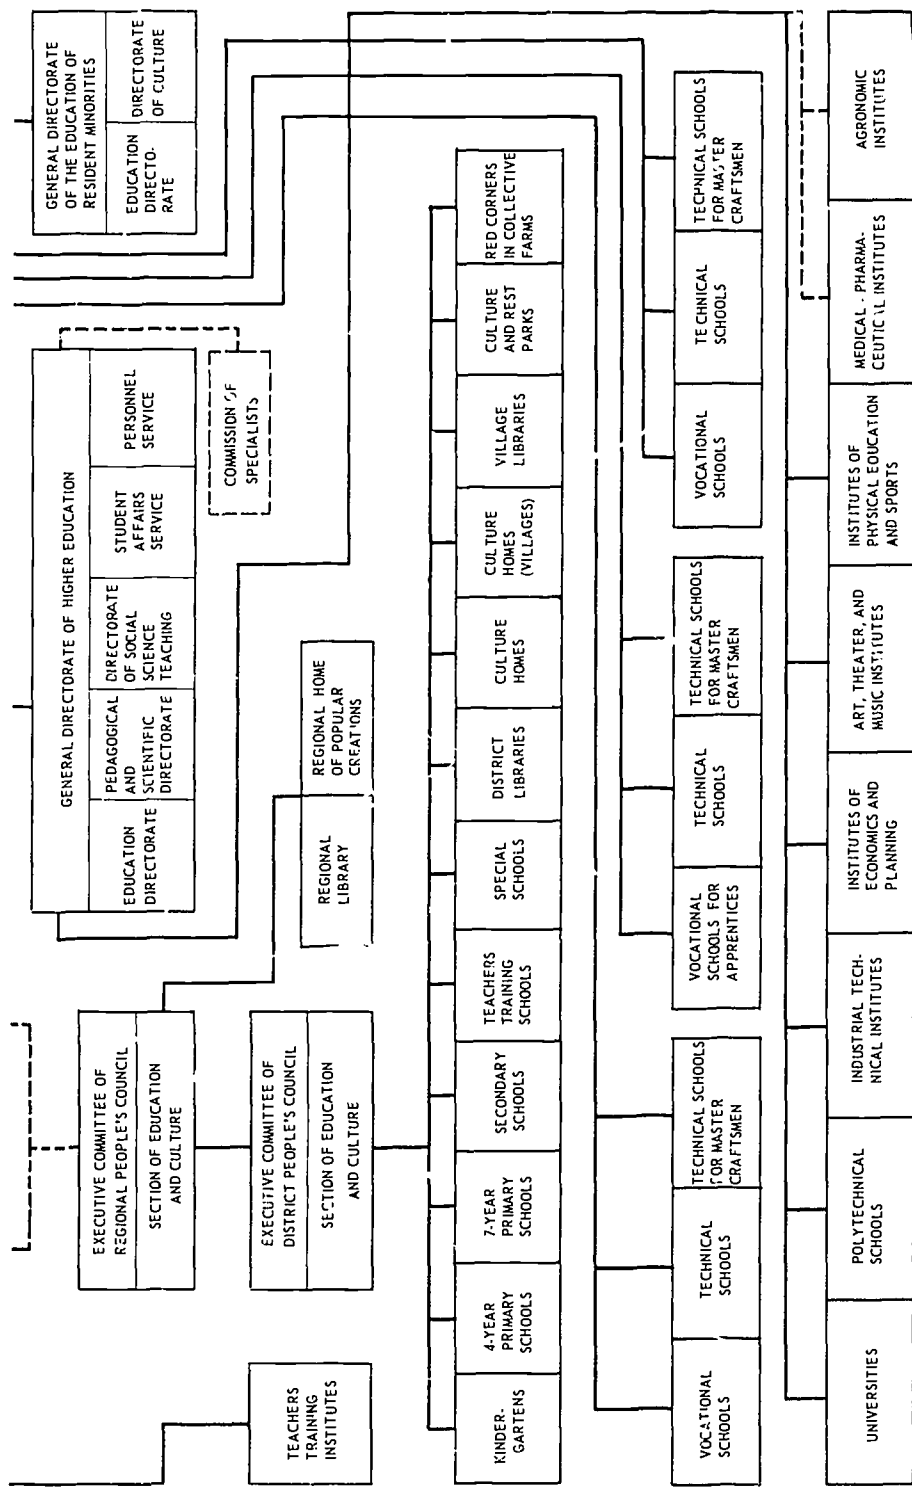 GENERAL DIRECTORATE
OF THE EDUCATION OF
RESIDENT MINORITIES
EDUCATION
DIRECTO-
RATE
DIRECTORATE
OF CULTURE
GENERAL DIRECTORATE OF HIGHER EDUCATION
EDUCATION
DIRECTORATE
PEDAGOGICAL
AND
SCIENTIFIC
DIRECTORATE
DIRECTORATE
OF SOCIAL
SCIENCE
TEACHING
STUDENT
AFFAIRS
SERVICE
PERSONNEL
SERVICE
COMMISSION OF
SPECIALISTS
EXECUTIVE COMMITTEE OF
REGIONAL PEOPLE'S COUNCIL
SECTION OF EDUCATION
AND CULTURE
REGIONAL
LIBRARY
REGIONAL HOME
OF POPULAR
CREATIONS
EXECUTIVE COMMITTEE OF
DISTRICT PEOPLE'S COUNCIL
SECTION OF EDUCATION
AND CULTURE
TEACHERS
TRAINING
INSTITUTES
KINDER-
GARTENS
4-YEAR
PRIMARY
SCHOOLS
7-YEAR
PRIMARY
SCHOOLS
SECONDARY
SCHOOLS
TEACHERS
TRAINING
SCHOOLS
SPECIAL
SCHOOLS
DISTRICT
LIBRARIES
CULTURE
HOMES
CULTURE
HOMES
(VILLAGES)
VILLAGE
LIBRARIES
CULTURE
AND REST
PARKS
RED CORNERS
IN COLLECTIVE
FARMS
VOCATIONAL
SCHOOLS
TECHNICAL
SCHOOLS
TECHNICAL SCHOOLS
FOR MASTER
CRAFTSMEN
VOCATIONAL
SCHOOLS FOR
APPRENTICES
TECHNICAL
SCHOOLS
TECHNICAL SCHOOLS
FOR MASTER
CRAFTSMEN
VOCATIONAL
SCHOOLS
TECHNICAL
SCHOOLS
TECHNICAL SCHOOLS
FOR MASTER
CRAFTSMEN
UNIVERSITIES
POLYTECHNICAL
SCHOOLS
INDUSTRIAL TECH-
NICAL INSTITUTES
INSTITUTES OF
ECONOMICS AND
PLANNING
ART, THEATER, AND
MUSIC INSTITUTES
INSTITUTES OF
PHYSICAL EDUCATION
AND SPORTS
MEDICAL - PHARMA-
CEUTICAL INSTITUTES
AGRONOMIC
INSTITUTES